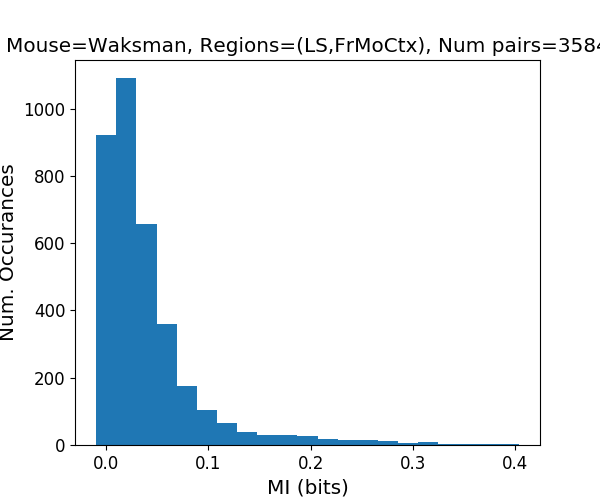 Mouse=Waksman, Regions=(LS,FrMoCtx), Num pairs=3584
Num. Occurances
1000
800
600
400
200
0
0.0 0.1 0.2 0.3 0.4
MI (bits)